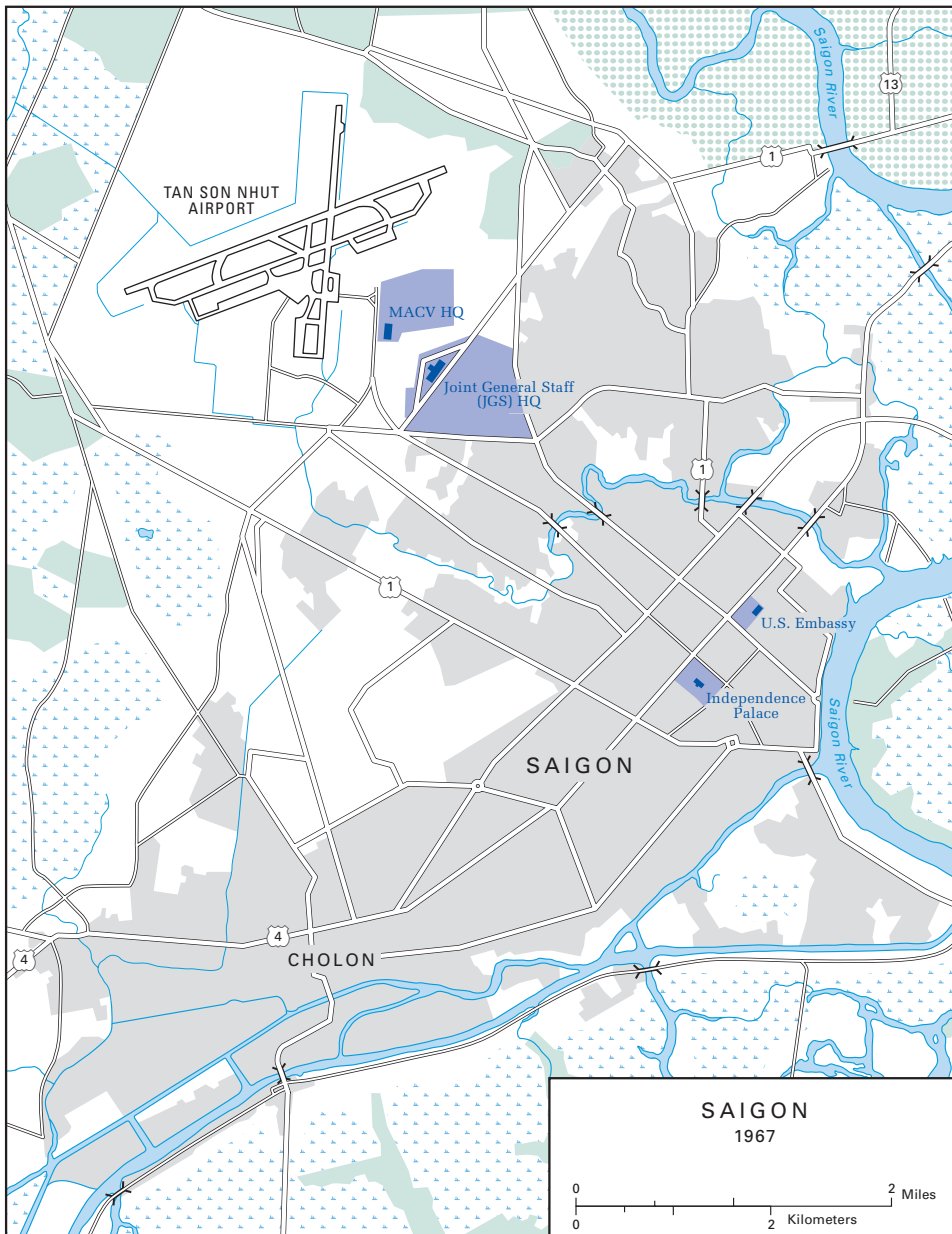 Saigon River
13
1
TAN SON NHUT
AIRPORT
MACV HQ
Joint General Staff
(JGS) HQ
1
1
U.S. Embassy
Independence
Palace
Saigon River
SAIGON
4
4
CHOLON
SAIGON
1967
0 2 Miles
0 2 Kilometers